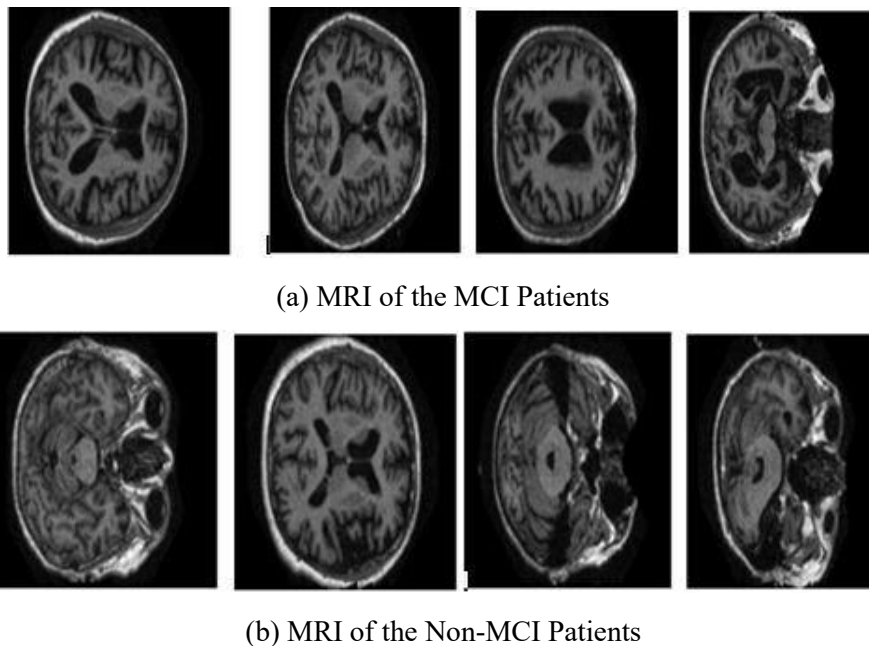 (a) MRI of the MCI Patients
(b) MRI of the Non-MCI Patients